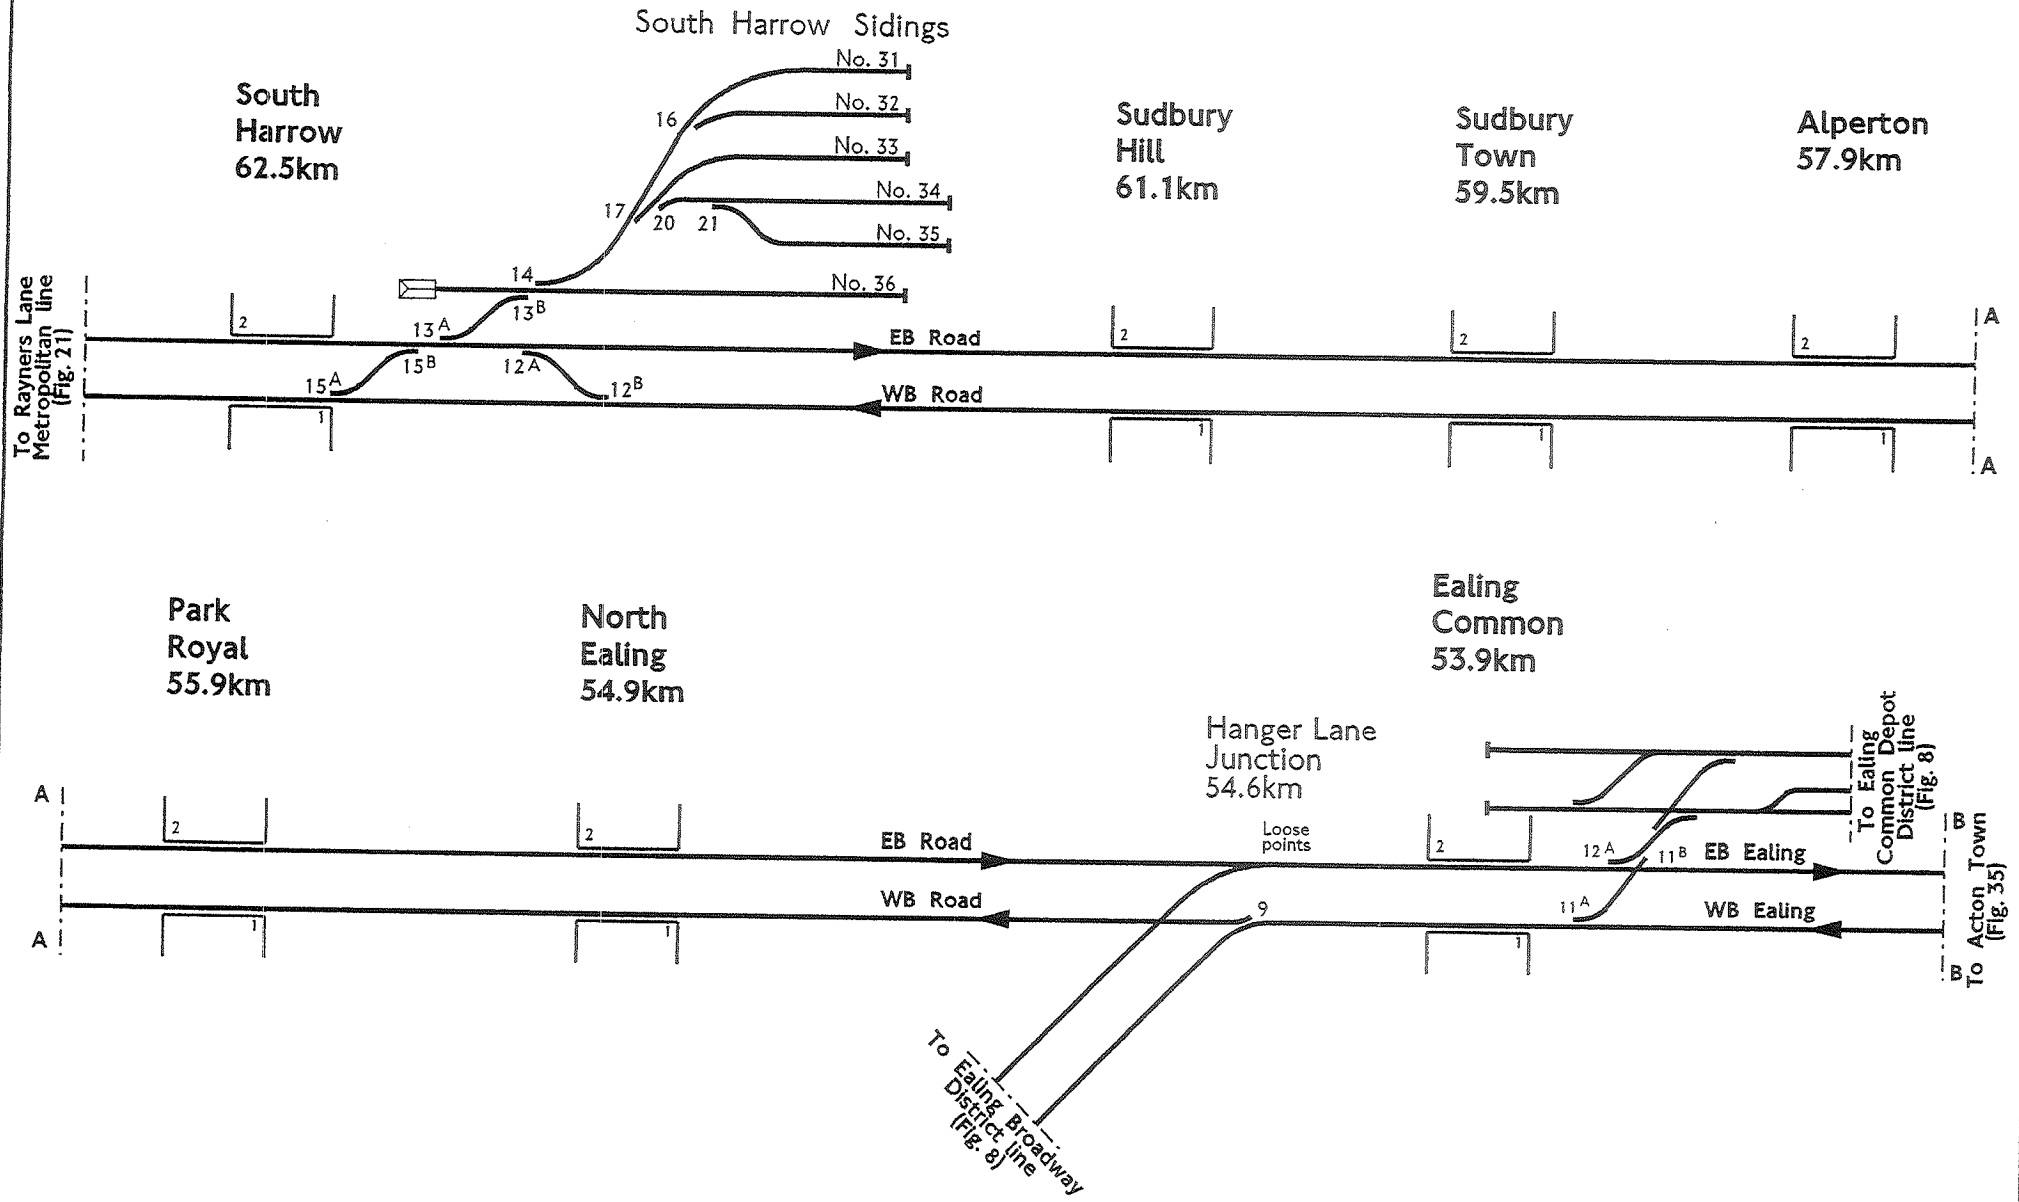 South Harrow Sidings
No. 31
No. 32
No. 33
No. 34
No. 35
No. 36
16
17
20
21
14
13A
13B
15A
15B
12A
12B
South
Harrow
62.5km
Sudbury
Hill
61.1km
Sudbury
Town
59.5km
Alperton
57.9km
To Rayners Lane
Metropolitan line
(Fig. 21)
2
2
2
2
A
EB Road
WB Road
1
1
1
1
A
Park
Royal
55.9km
North
Ealing
54.9km
Ealing
Common
53.9km
Hanger Lane
Junction
54.6km
To Ealing
Common Depot
District line
(Fig. 8)
A
2
2
EB Road
Loose
points
2
12A
11B
EB Ealing
B
WB Road
9
11A
WB Ealing
A
1
1
1
B
To Acton Town
(Fig. 35)
To Ealing Broadway
District line
(Fig. 8)